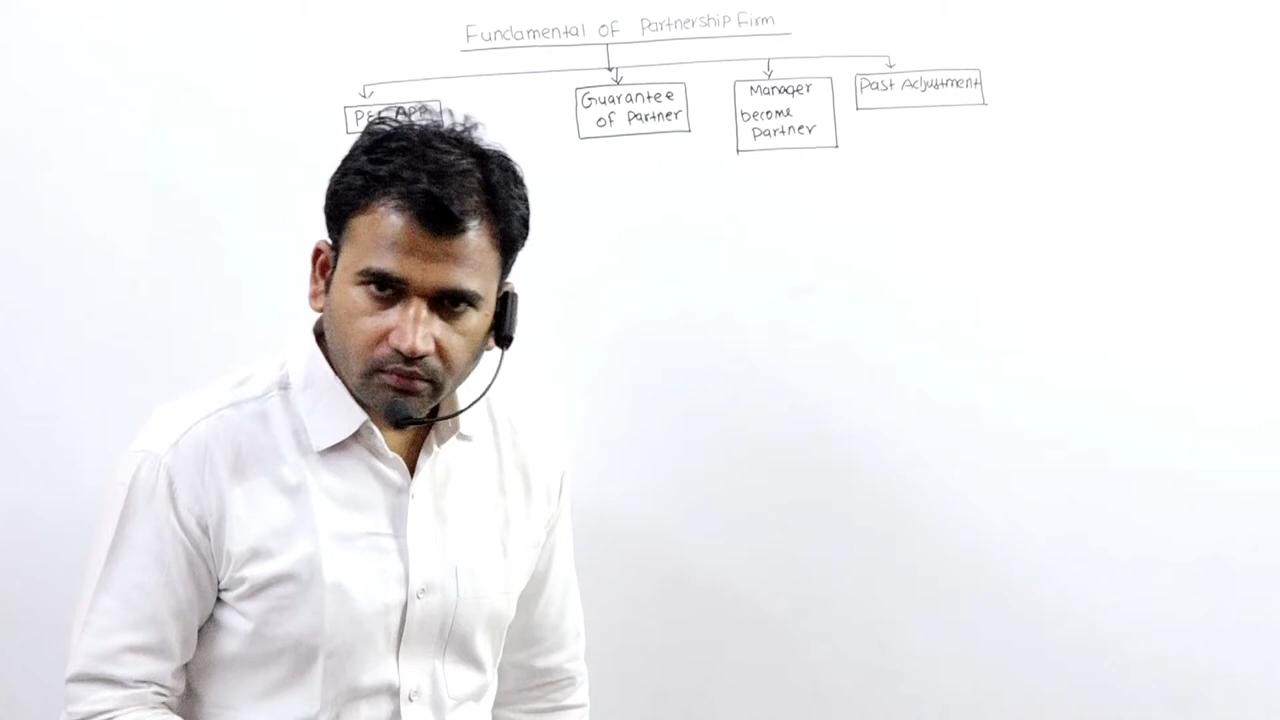 Fundamental OF Partnership Firm
P&L APP
Guarantee
of Partner
Manager
become
Partner
Past Adjustment